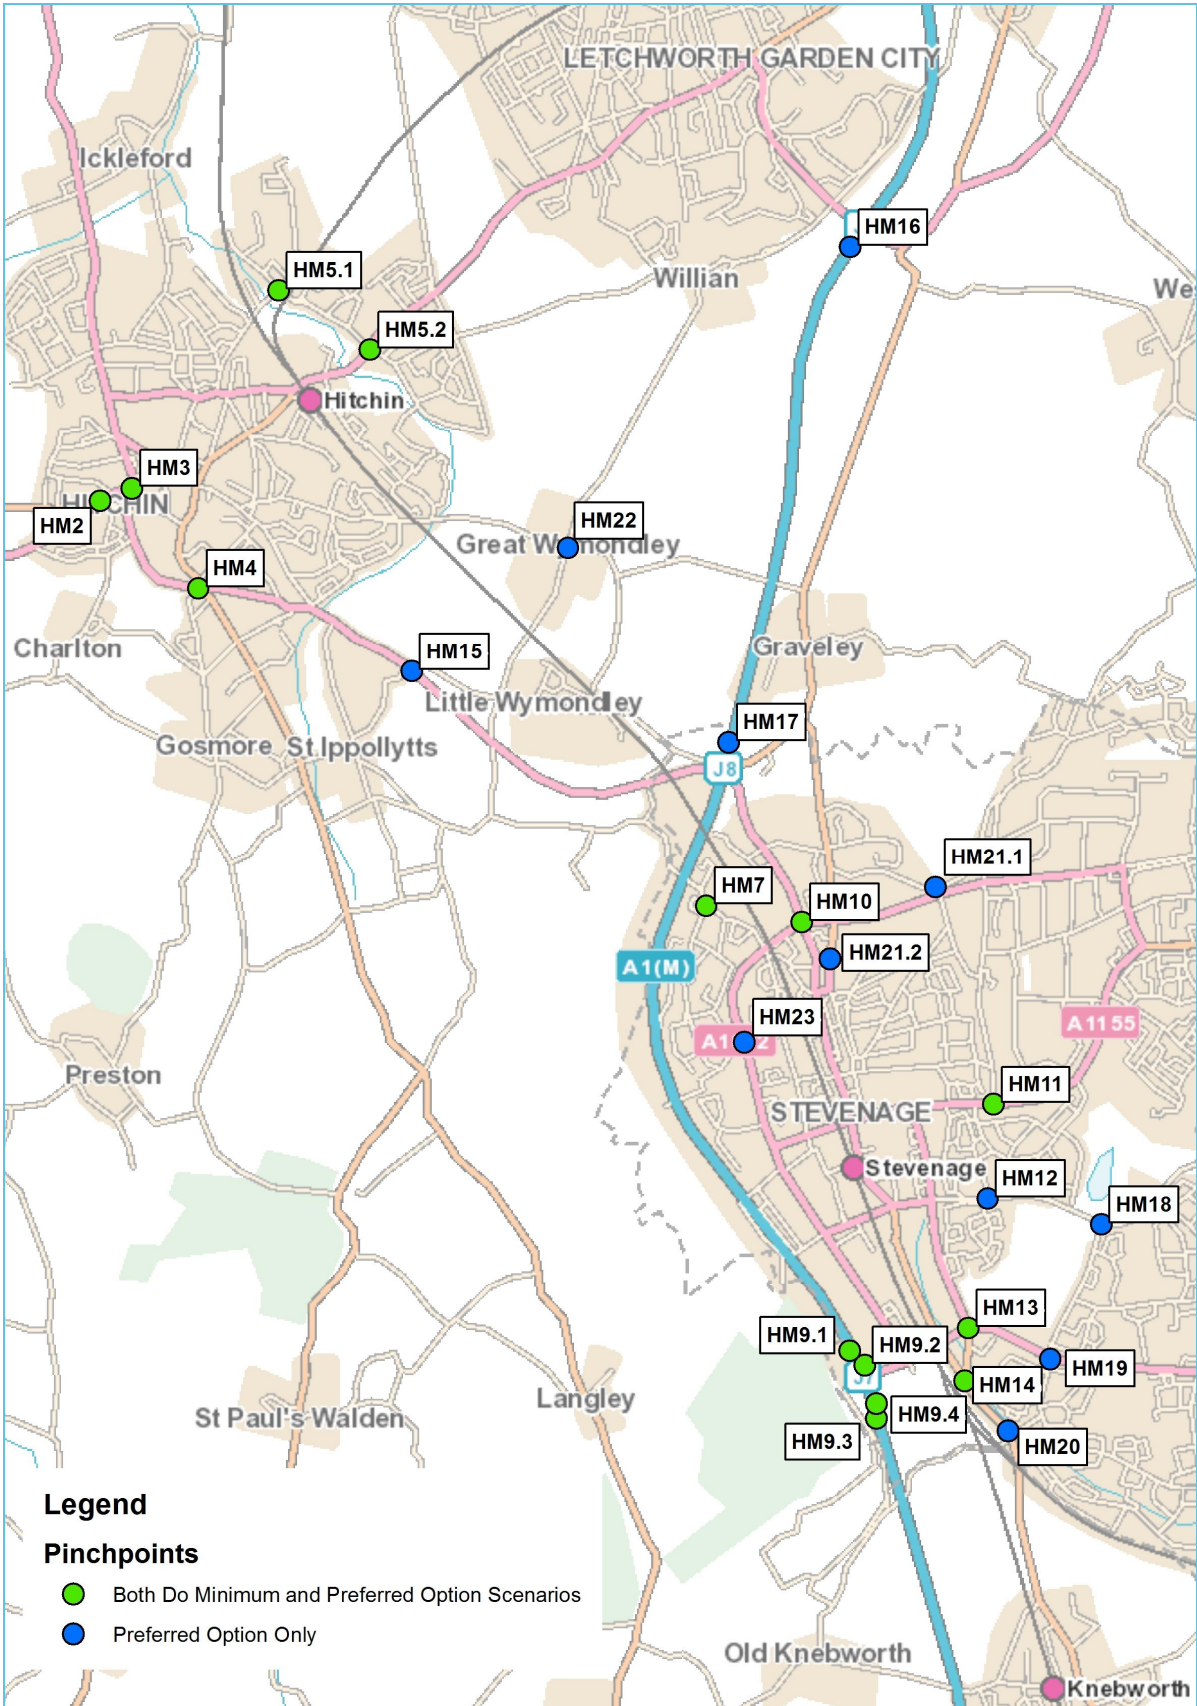 LETCHWORTH GARDEN CITY
Ickleford
HM16
HM5.1
Willian
HM5.2
Hitchin
HM3
HM2
HM22
Great Wymondley
HM4
Charlton
HM15
Graveley
Little Wymondley
HM17
Gosmore
St Ippollytts
J8
HM21.1
HM7
HM10
HM21.2
A1(M)
HM23
A1155
Preston
HM11
STEVENAGE
Stevenage
HM12
HM18
HM13
HM9.1
HM9.2
HM19
J7
HM14
Langley
HM9.4
St Paul's Walden
HM9.3
HM20
Legend
Pinchpoints
Both Do Minimum and Preferred Option Scenarios
Preferred Option Only
Old Knebworth
Knebworth